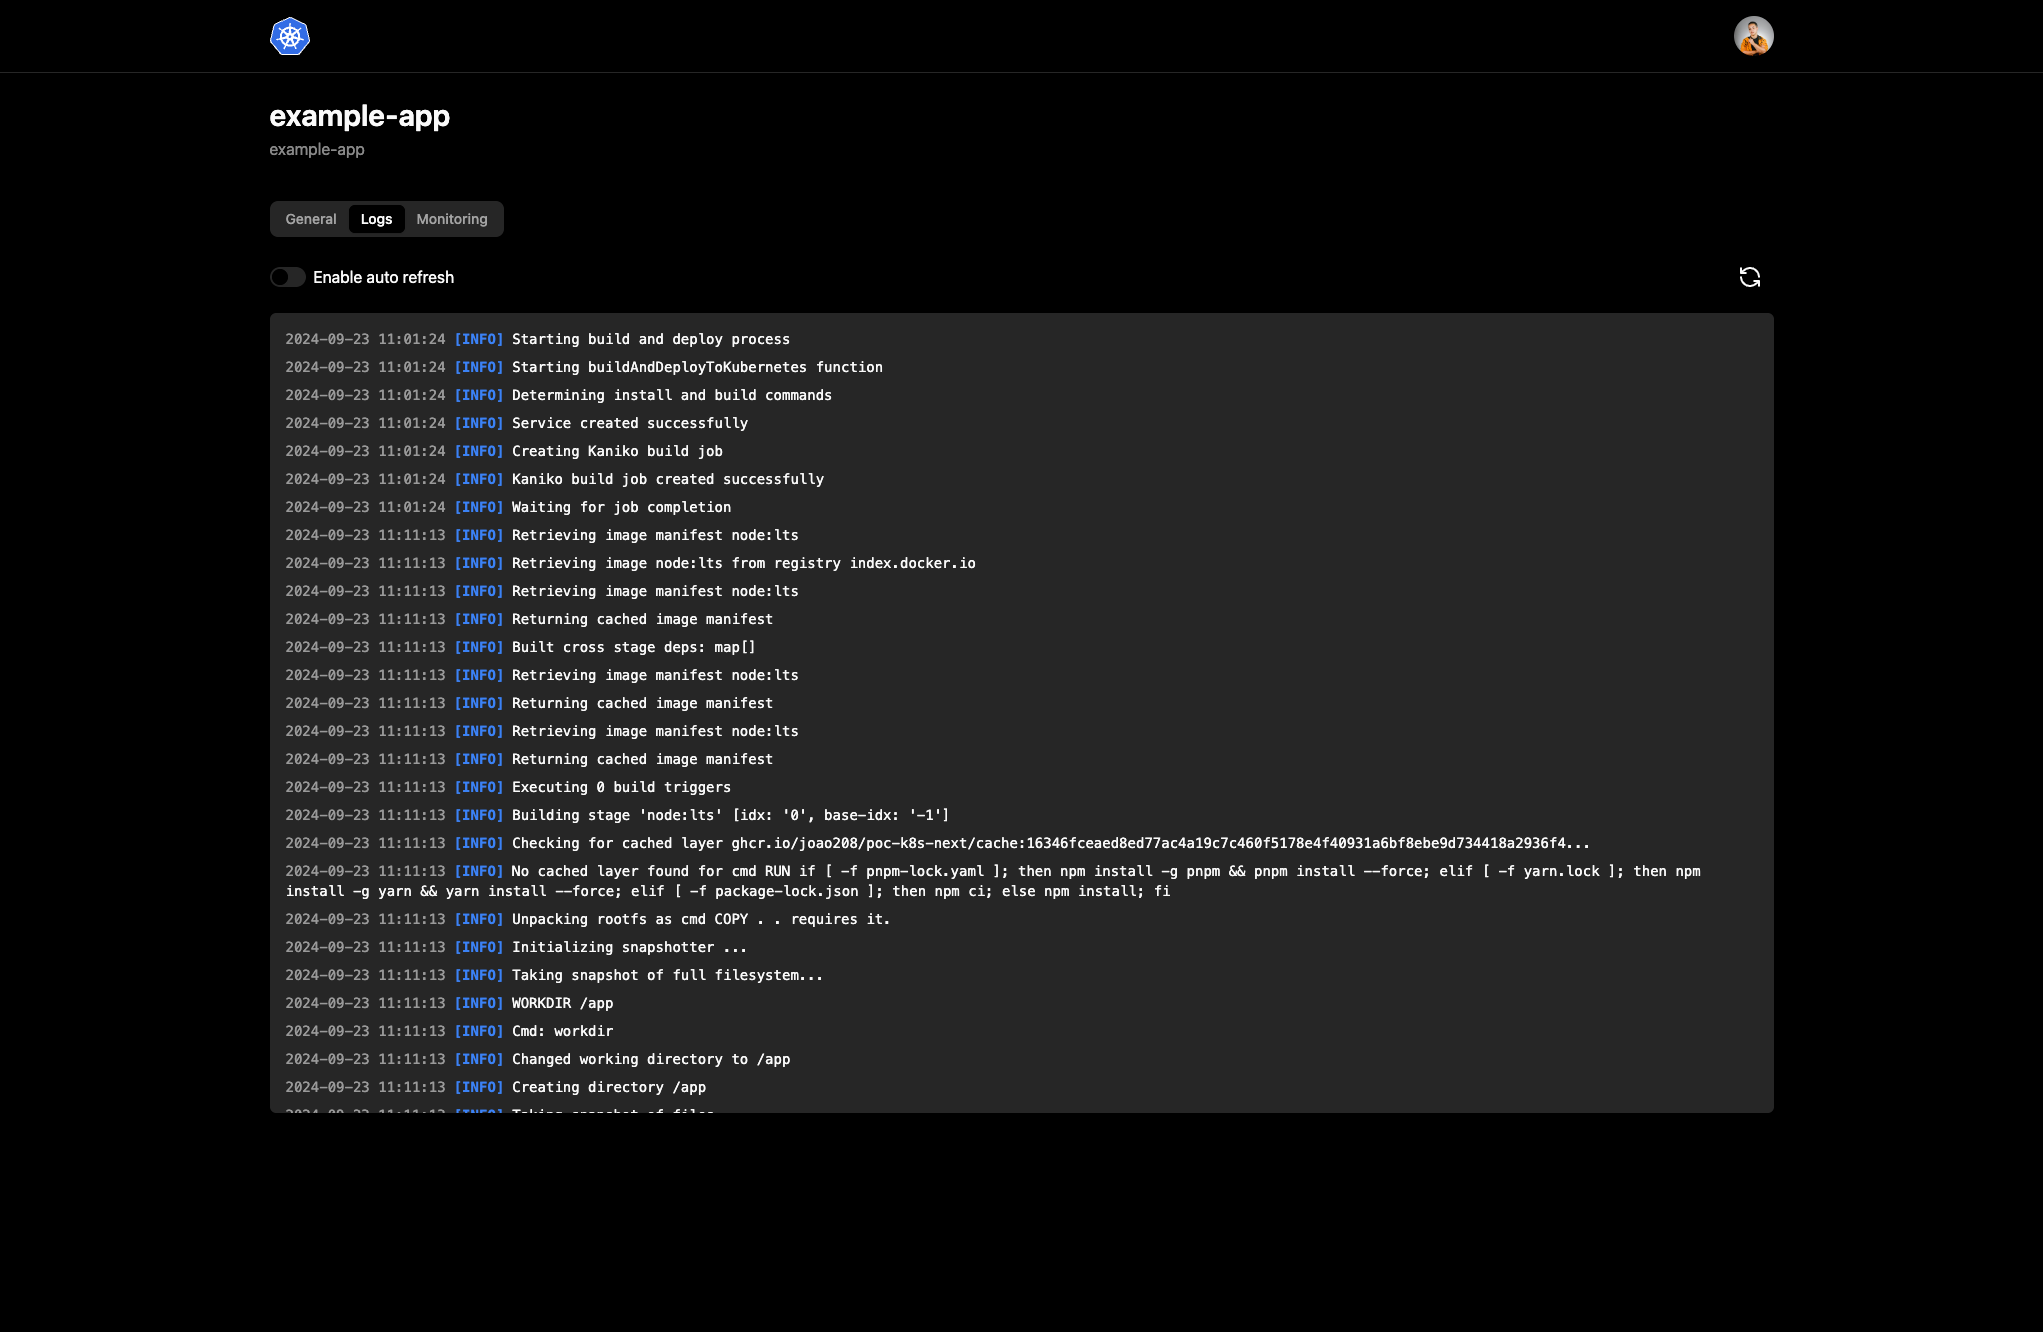 example-app
example-app
General Logs Monitoring
Enable auto refresh
2024-09-23 11:01:24 [INFO] Starting build and deploy process
2024-09-23 11:01:24 [INFO] Starting buildAndDeployToKubernetes function
2024-09-23 11:01:24 [INFO] Determining install and build commands
2024-09-23 11:01:24 [INFO] Service created successfully
2024-09-23 11:01:24 [INFO] Creating Kaniko build job
2024-09-23 11:01:24 [INFO] Kaniko build job created successfully
2024-09-23 11:01:24 [INFO] Waiting for job completion
2024-09-23 11:11:13 [INFO] Retrieving image manifest node:lts
2024-09-23 11:11:13 [INFO] Retrieving image node:lts from registry index.docker.io
2024-09-23 11:11:13 [INFO] Retrieving image manifest node:lts
2024-09-23 11:11:13 [INFO] Returning cached image manifest
2024-09-23 11:11:13 [INFO] Built cross stage deps: map[]
2024-09-23 11:11:13 [INFO] Retrieving image manifest node:lts
2024-09-23 11:11:13 [INFO] Returning cached image manifest
2024-09-23 11:11:13 [INFO] Retrieving image manifest node:lts
2024-09-23 11:11:13 [INFO] Returning cached image manifest
2024-09-23 11:11:13 [INFO] Executing 0 build triggers
2024-09-23 11:11:13 [INFO] Building stage 'node:lts' [idx: '0', base-idx: '-1']
2024-09-23 11:11:13 [INFO] Checking for cached layer ghcr.io/joao208/poc-k8s-next/cache:16346fceaed8ed77ac4a19c7c460f5178e4f40931a6bf8ebe9d734418a2936f4...
2024-09-23 11:11:13 [INFO] No cached layer found for cmd RUN if [ -f pnpm-lock.yaml ]; then npm install -g pnpm && pnpm install --force; elif [ -f yarn.lock ]; then npm
install -g yarn && yarn install --force; elif [ -f package-lock.json ]; then npm ci; else npm install; fi
2024-09-23 11:11:13 [INFO] Unpacking rootfs as cmd COPY . . requires it.
2024-09-23 11:11:13 [INFO] Initializing snapshotter ...
2024-09-23 11:11:13 [INFO] Taking snapshot of full filesystem...
2024-09-23 11:11:13 [INFO] WORKDIR /app
2024-09-23 11:11:13 [INFO] Cmd: workdir
2024-09-23 11:11:13 [INFO] Changed working directory to /app
2024-09-23 11:11:13 [INFO] Creating directory /app
2024-09-23 11:11:13 [INFO] Taking snapshot of files